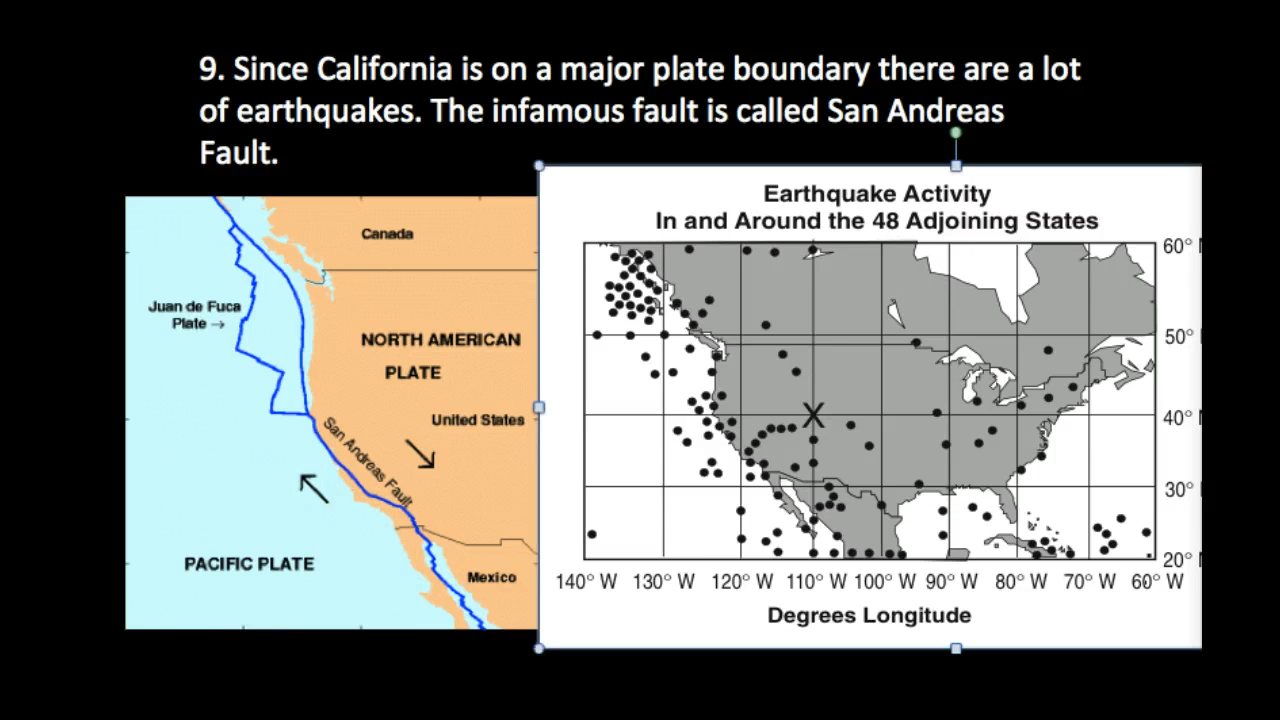 9. Since California is on a major plate boundary there are a lot
of earthquakes. The infamous fault is called San Andreas
Fault.
Canada
Juan de Fuca
Plate →
NORTH AMERICAN
PLATE
United States
San Andreas Fault
PACIFIC PLATE
Mexico
Earthquake Activity
In and Around the 48 Adjoining States
60° N
50°
X
40°
30°
20° N
140° W 130° W 120° W 110° W 100° W 90° W 80° W 70° W 60° W
Degrees Longitude